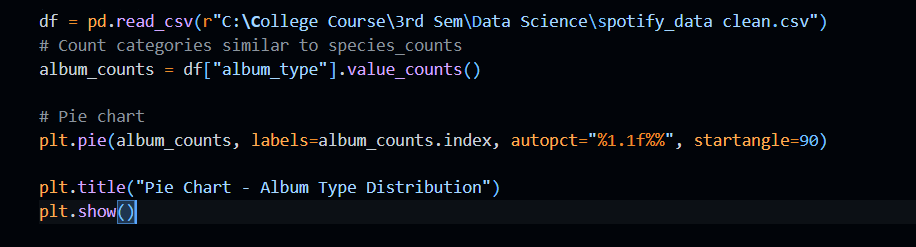 df = pd.read_csv(r"C:\College Course\3rd Sem\Data Science\spotify_data clean.csv")
# Count categories similar to species_counts
album_counts = df["album_type"].value_counts()
# Pie chart
plt.pie(album_counts, labels=album_counts.index, autopct="%1.1f%%", startangle=90)
plt.title("Pie Chart - Album Type Distribution")
plt.show()